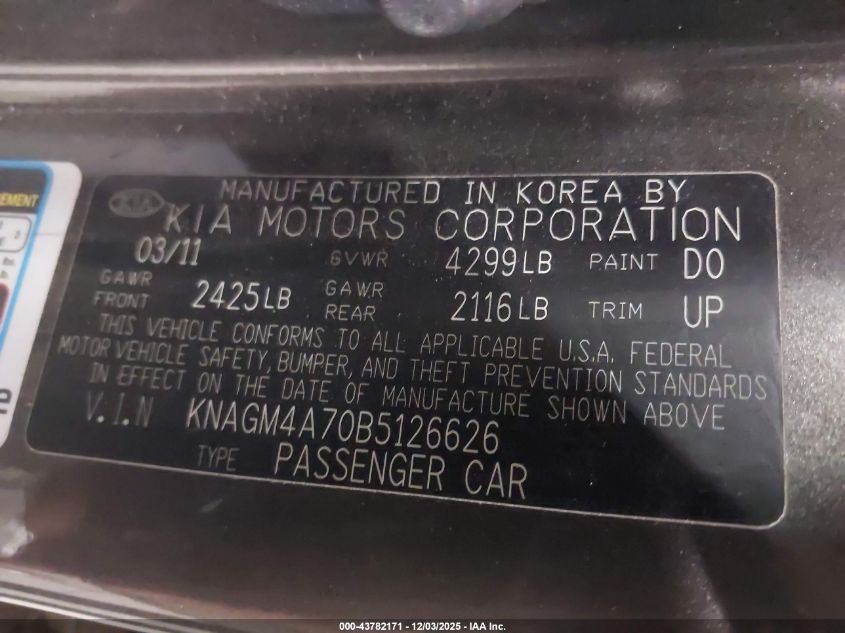 EMENT
MANUFACTURED IN KOREA BY
KIA KIA MOTORS CORPORATION
03/11 GVWR 4299LB PAINT D0
GAWR FRONT 2425LB GAWR REAR 2116LB TRIM UP
THIS VEHICLE CONFORMS TO ALL APPLICABLE U.S.A. FEDERAL
MOTOR VEHICLE SAFETY, BUMPER, AND THEFT PREVENTION STANDARDS
IN EFFECT ON THE DATE OF MANUFACTURE SHOWN ABOVE
V.I.N KNAGM4A70B5126626
TYPE PASSENGER CAR
000-43782171 - 12/03/2025 - IAA Inc.